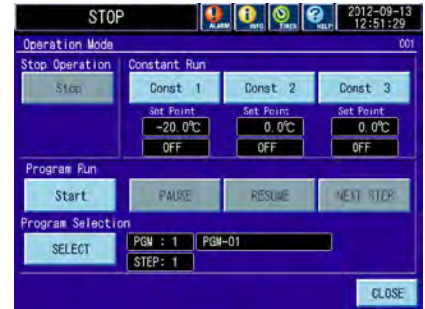 STOP ALARM INFO TIMER HELP 2012-09-13
12:51:29
Operation Mode 001
Stop Operation Constant Run
Stop Const 1 Const 2 Const 3
Set Point Set Point Set Point
-20.0℃ 0.0℃ 0.0℃
OFF OFF OFF
Program Run
Start PAUSE RESUME NEXT STEP
Program Selection
SELECT PGM : 1 PGM-01
STEP: 1
CLOSE